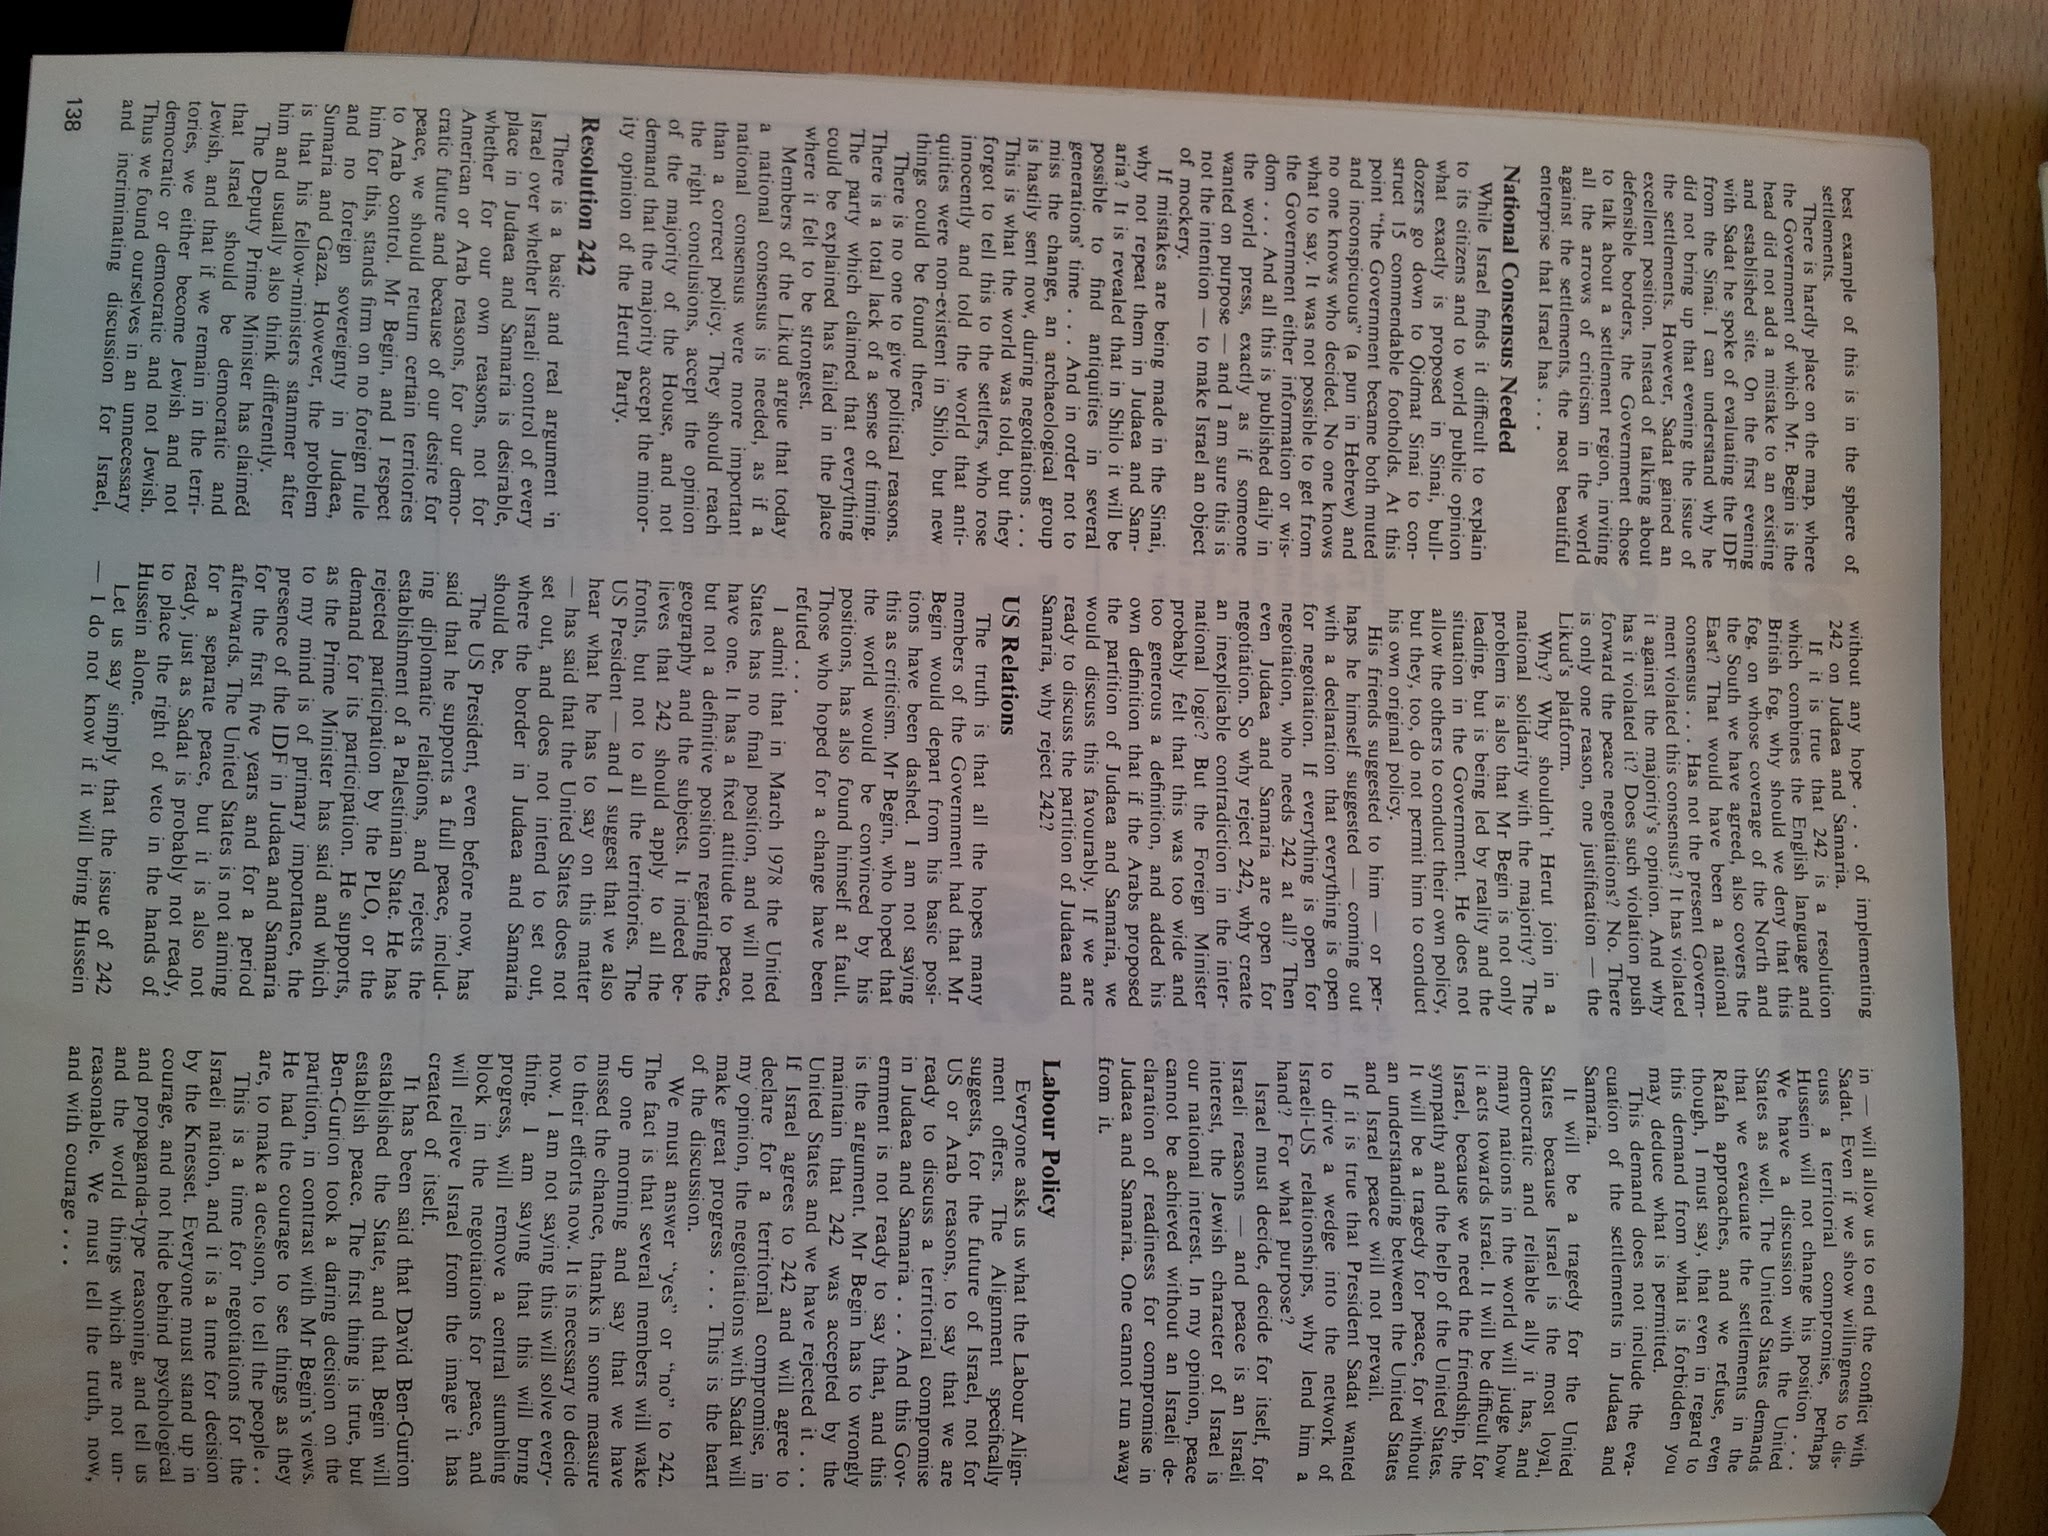 best example of this is in the sphere of
settlements.
There is hardly place on the map, where
the Government of which Mr. Begin is the
head did not add a mistake to an existing
and established site. On the first evening
with Sadat he spoke of evaluating the IDF
from the Sinai. I can understand why he
did not bring up that evening the issue of
the settlements. However, Sadat gained an
excellent position. Instead of talking about
defensible borders, the Government chose
to talk about a settlement region, inviting
all the arrows of criticism in the world
against the settlements, the most beautiful
enterprise that Israel has . . .
National Consensus Needed
While Israel finds it difficult to explain
to its citizens and to world public opinion
what exactly is proposed in Sinai, bull-
dozers go down to Qidmat Sinai to con-
struct 15 commendable footholds. At this
point "the Government became both muted
and inconspicuous" (a pun in Hebrew) and
no one knows who decided. No one knows
what to say. It was not possible to get from
the Government either information or wis-
dom . . . And all this is published daily in
the world press, exactly as if someone
wanted on purpose — and I am sure this is
not the intention — to make Israel an object
of mockery.
If mistakes are being made in the Sinai,
why not repeat them in Judaea and Sam-
aria? It is revealed that in Shilo it will be
possible to find antiquities in several
generations' time . . . And in order not to
miss the change, an archaeological group
is hastily sent now, during negotiations . . .
This is what the world was told, but they
forgot to tell this to the settlers, who rose
innocently and told the world that anti-
quities were non-existent in Shilo, but new
things could be found there.
There is no one to give political reasons.
There is a total lack of a sense of timing.
The party which claimed that everything
could be explained has failed in the place
where it felt to be strongest.
Members of the Likud argue that today
a national consensus is needed, as if a
national consensus were more important
than a correct policy. They should reach
the right conclusions, accept the opinion
of the majority of the House, and not
demand that the majority accept the minor-
ity opinion of the Herut Party.
Resolution 242
There is a basic and real argument in
Israel over whether Israeli control of every
place in Judaea and Samaria is desirable,
whether for our own reasons, not for
American or Arab reasons, for our demo-
cratic future and because of our desire for
peace, we should return certain territories
to Arab control. Mr Begin, and I respect
him for this, stands firm on no foreign rule
and no foreign sovereignty in Judaea,
Sumaria and Gaza. However, the problem
is that his fellow-ministers stammer after
him and usually also think differently.
The Deputy Prime Minister has claimed
that Israel should be democratic and
Jewish, and that if we remain in the terri-
tories, we either become Jewish and not
democratic or democratic and not Jewish.
Thus we found ourselves in an unnecessary
and incriminating discussion for Israel,
without any hope . . . of implementing
242 on Judaea and Samaria.
If it is true that 242 is a resolution
which combines the English language and
British fog, why should we deny that this
fog, on whose coverage of the North and
the South we have agreed, also covers the
East? That would have been a national
consensus . . . Has not the present Govern-
ment violated this consensus? It has violated
it against the majority's opinion. And why
has it violated it? Does such violation push
forward the peace negotiations? No. There
is only one reason, one justification — the
Likud's platform.
Why? Why shouldn't Herut join in a
national solidarity with the majority? The
problem is also that Mr Begin is not only
leading, but is being led by reality and the
situation in the Government. He does not
allow the others to conduct their own policy,
but they, too, do not permit him to conduct
his own original policy.
His friends suggested to him — or per-
haps he himself suggested — coming out
with a declaration that everything is open
for negotiation. If everything is open for
negotiation, who needs 242 at all? Then
even Judaea and Samaria are open for
negotiation. So why reject 242, why create
an inexplicable contradiction in the inter-
national logic? But the Foreign Minister
probably felt that this was too wide and
too generous a definition, and added his
own definition that if the Arabs proposed
the partition of Judaea and Samaria, we
would discuss this favourably. If we are
ready to discuss the partition of Judaea and
Samaria, why reject 242?
US Relations
The truth is that all the hopes many
members of the Government had that Mr
Begin would depart from his basic posi-
tions have been dashed. I am not saying
this as criticism. Mr Begin, who hoped that
the world would be convinced by his
positions, has also found himself at fault.
Those who hoped for a change have been
refuted . . .
I admit that in March 1978 the United
States has no final position, and will not
have one. It has a fixed attitude to peace,
but not a definitive position regarding the
geography and the subjects. It indeed be-
lieves that 242 should apply to all the
fronts, but not to all the territories. The
US President — and I suggest that we also
hear what he has to say on this matter
— has said that the United States does not
set out, and does not intend to set out,
where the border in Judaea and Samaria
should be.
The US President, even before now, has
said that he supports a full peace, includ-
ing diplomatic relations, and rejects the
establishment of a Palestinian State. He has
rejected participation by the PLO, or the
demand for its participation. He supports,
as the Prime Minister has said and which
to my mind is of primary importance, the
presence of the IDF in Judaea and Samaria
for the first five years and for a period
afterwards. The United States is not aiming
for a separate peace, but it is also not
ready, just as Sadat is probably not ready,
to place the right of veto in the hands of
Hussein alone.
Let us say simply that the issue of 242
— I do not know if it will bring Hussein
in — will allow us to end the conflict with
Sadat. Even if we show willingness to dis-
cuss a territorial compromise, perhaps
Hussein will not change his position . . .
We have a discussion with the United
States as well. The United States demands
that we evacuate the settlements in the
Rafah approaches, and we refuse, even
though, I must say, that even in regard to
this demand from what is forbidden you
may deduce what is permitted.
This demand does not include the eva-
cuation of the settlements in Judaea and
Samaria.
It will be a tragedy for the United
States because Israel is the most loyal,
democratic and reliable ally it has, and
many nations in the world will judge how
it acts towards Israel. It will be difficult for
Israel, because we need the friendship, the
sympathy and the help of the United States.
It will be a tragedy for peace, for without
an understanding between the United States
and Israel peace will not prevail.
If it is true that President Sadat wanted
to drive a wedge into the network of
Israeli-US relationships, why lend him a
hand? For what purpose?
Israel must decide, decide for itself, for
Israeli reasons — and peace is an Israeli
interest, the Jewish character of Israel is
our national interest. In my opinion, peace
cannot be achieved without an Israeli de-
claration of readiness for compromise in
Judaea and Samaria. One cannot run away
from it.
Labour Policy
Everyone asks us what the Labour Align-
ment offers. The Alignment specifically
suggests, for the future of Israel, not for
US or Arab reasons, to say that we are
ready to discuss a territorial compromise
in Judaea and Samaria . . . And this Gov-
ernment is not ready to say that, and this
is the argument. Mr Begin has to wrongly
maintain that 242 was accepted by the
United States and we have rejected it . . .
If Israel agrees to 242 and will agree to
declare for a territorial compromise, in
my opinion, the negotiations with Sadat will
make great progress . . . This is the heart
of the discussion.
We must answer "yes" or "no" to 242.
The fact is that several members will wake
up one morning and say that we have
missed the chance, thanks in some measure
to their efforts now. It is necessary to decide
now. I am not saying this will solve every-
thing. I am saying that this will bring
progress, will remove a central stumbling
block in the negotiations for peace, and
will relieve Israel from the image it has
created of itself.
It has been said that David Ben-Gurion
established the State, and that Begin will
establish peace. The first thing is true, but
Ben-Gurion took a daring decision on the
partition, in contrast with Mr Begin's views.
He had the courage to see things as they
are, to make a decision, to tell the people . .
This is a time for negotiations for the
Israeli nation, and it is a time for decision
by the Knesset. Everyone must stand up in
courage, and not hide behind psychological
and propaganda-type reasoning, and tell us
and the world things which are not un-
reasonable. We must tell the truth, now,
and with courage . . . .
138